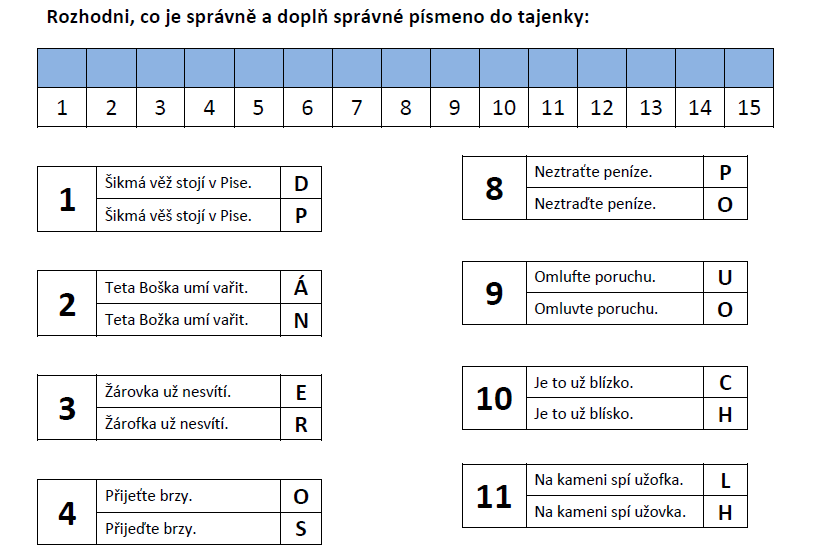 Rozhodni, co je správně a doplň správné písmeno do tajenky:
1 2 3 4 5 6 7 8 9 10 11 12 13 14 15
1
Šikmá věž stojí v Pise. D
Šikmá věš stojí v Pise. P
2
Teta Boška umí vařit. Á
Teta Božka umí vařit. N
3
Žárovka už nesvítí. E
Žárofka už nesvítí. R
4
Přijeťte brzy. O
Přijeďte brzy. S
8
Neztraťte peníze. P
Neztraďte peníze. O
9
Omlufte poruchu. U
Omluvte poruchu. O
10
Je to už blízko. C
Je to už blísko. H
11
Na kameni spí užofka. L
Na kameni spí užovka. H